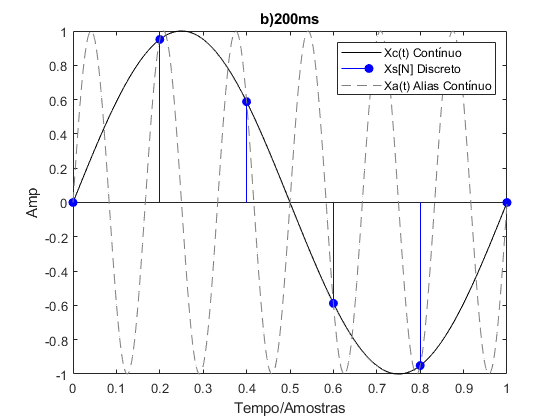 b)200ms
Xc(t) Contínuo
Xs[N] Discreto
Xa(t) Alias Contínuo
Amp
1
0.8
0.6
0.4
0.2
0
-0.2
-0.4
-0.6
-0.8
-1
0 0.1 0.2 0.3 0.4 0.5 0.6 0.7 0.8 0.9 1
Tempo/Amostras